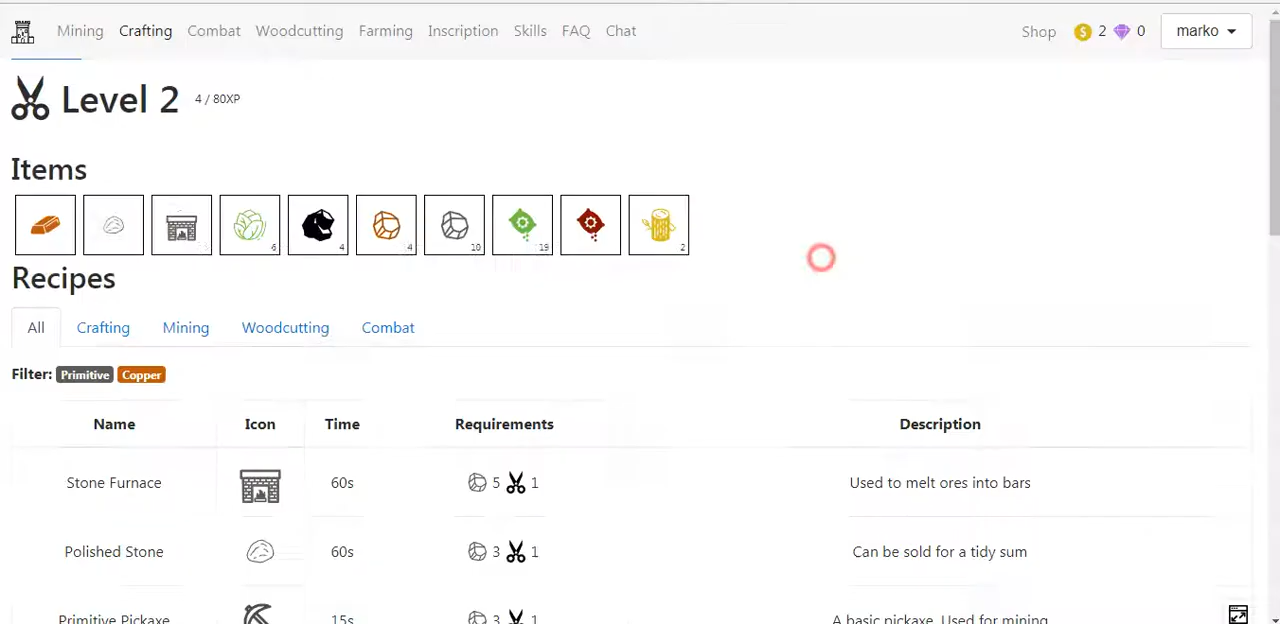 Mining Crafting Combat Woodcutting Farming Inscription Skills FAQ Chat Shop 2 0 marko
Level 2 4 / 80XP
Items
6 4 4 10 19 2
Recipes
All Crafting Mining Woodcutting Combat
Filter: Primitive Copper
Name Icon Time Requirements Description
Stone Furnace 60s 5 1 Used to melt ores into bars
Polished Stone 60s 3 1 Can be sold for a tidy sum
Primitive Pickaxe 15s 3 1 A basic pickaxe. Used for mining